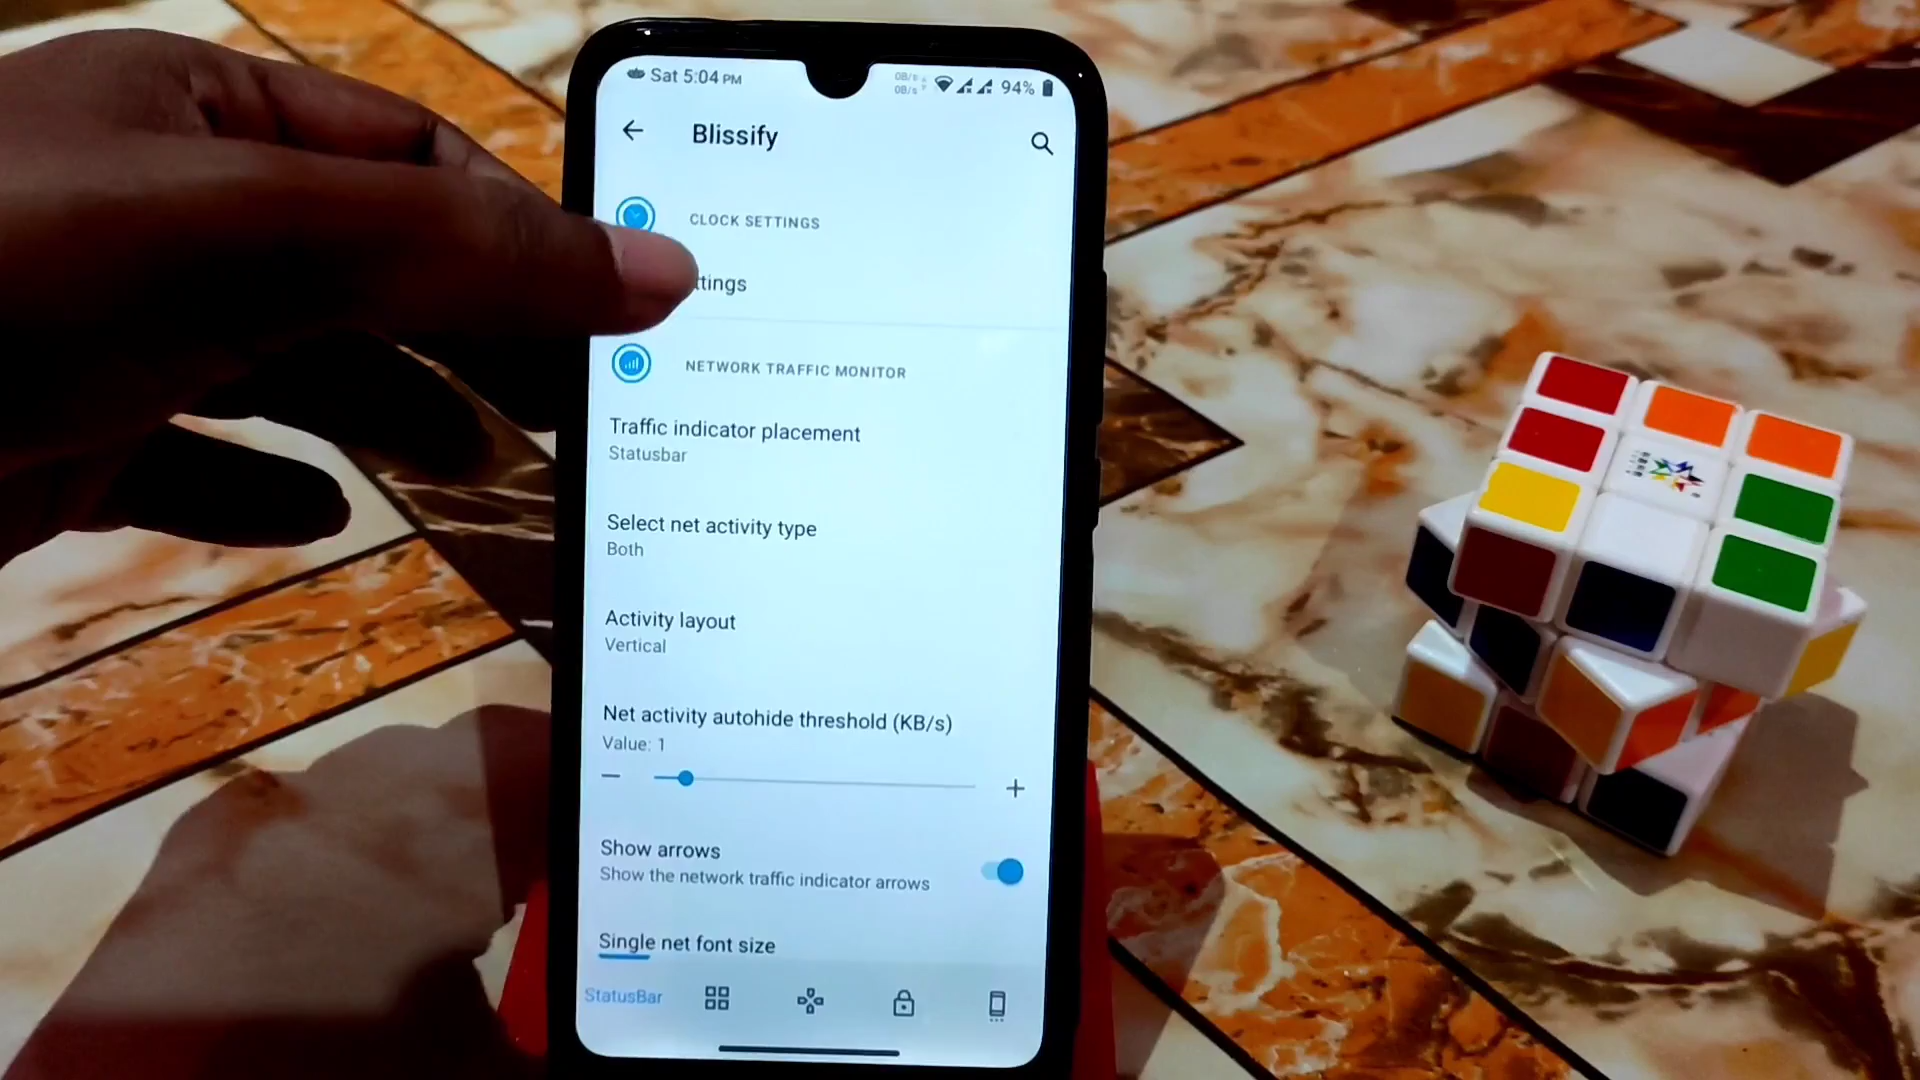 Sat 5:04 PM
0B/s
0B/s
94%
Blissify
CLOCK SETTINGS
ttings
NETWORK TRAFFIC MONITOR
Traffic indicator placement
Statusbar
Select net activity type
Both
Activity layout
Vertical
Net activity autohide threshold (KB/s)
Value: 1
Show arrows
Show the network traffic indicator arrows
Single net font size
StatusBar